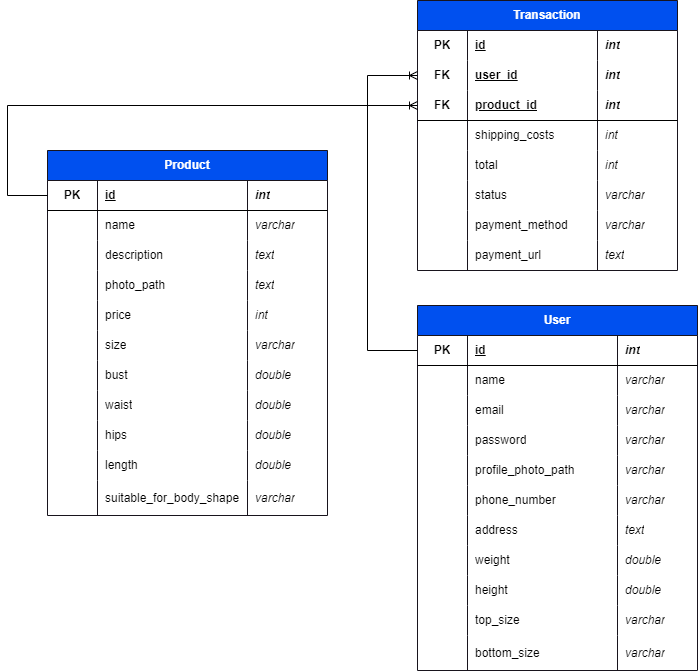 Transaction
PK id int
FK user_id int
FK product_id int
shipping_costs int
total int
status varchar
payment_method varchar
payment_url text
Product
PK id int
name varchar
description text
photo_path text
price int
size varchar
bust double
waist double
hips double
length double
suitable_for_body_shape varchar
User
PK id int
name varchar
email varchar
password varchar
profile_photo_path varchar
phone_number varchar
address text
weight double
height double
top_size varchar
bottom_size varchar